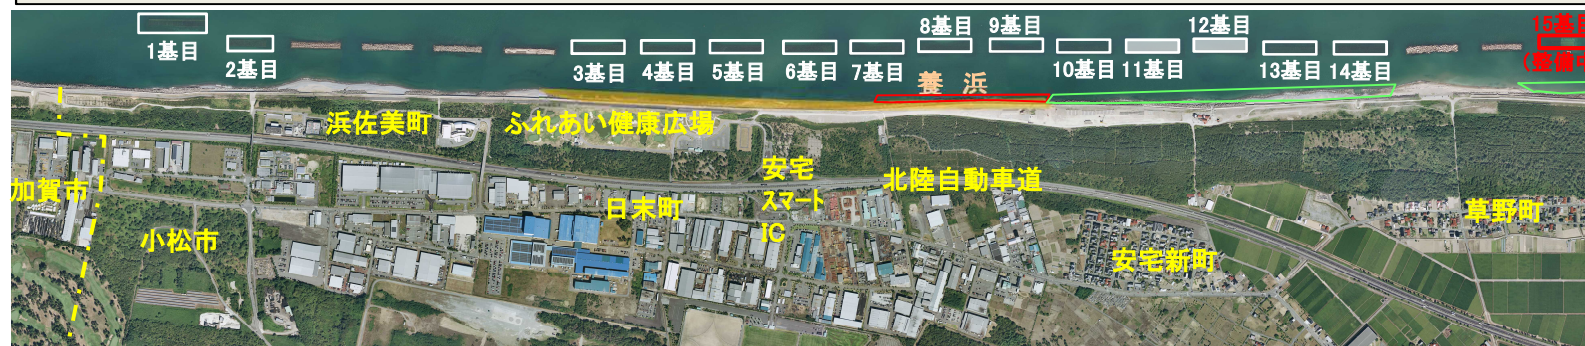 1基目
2基目
3基目
4基目
5基目
6基目
7基目
8基目
9基目
10基目
11基目
12基目
13基目
14基目
15基目
養 浜
浜佐美町
ふれあい健康広場
安宅
スマート
IC
北陸自動車道
加賀市
小松市
日末町
安宅新町
草野町